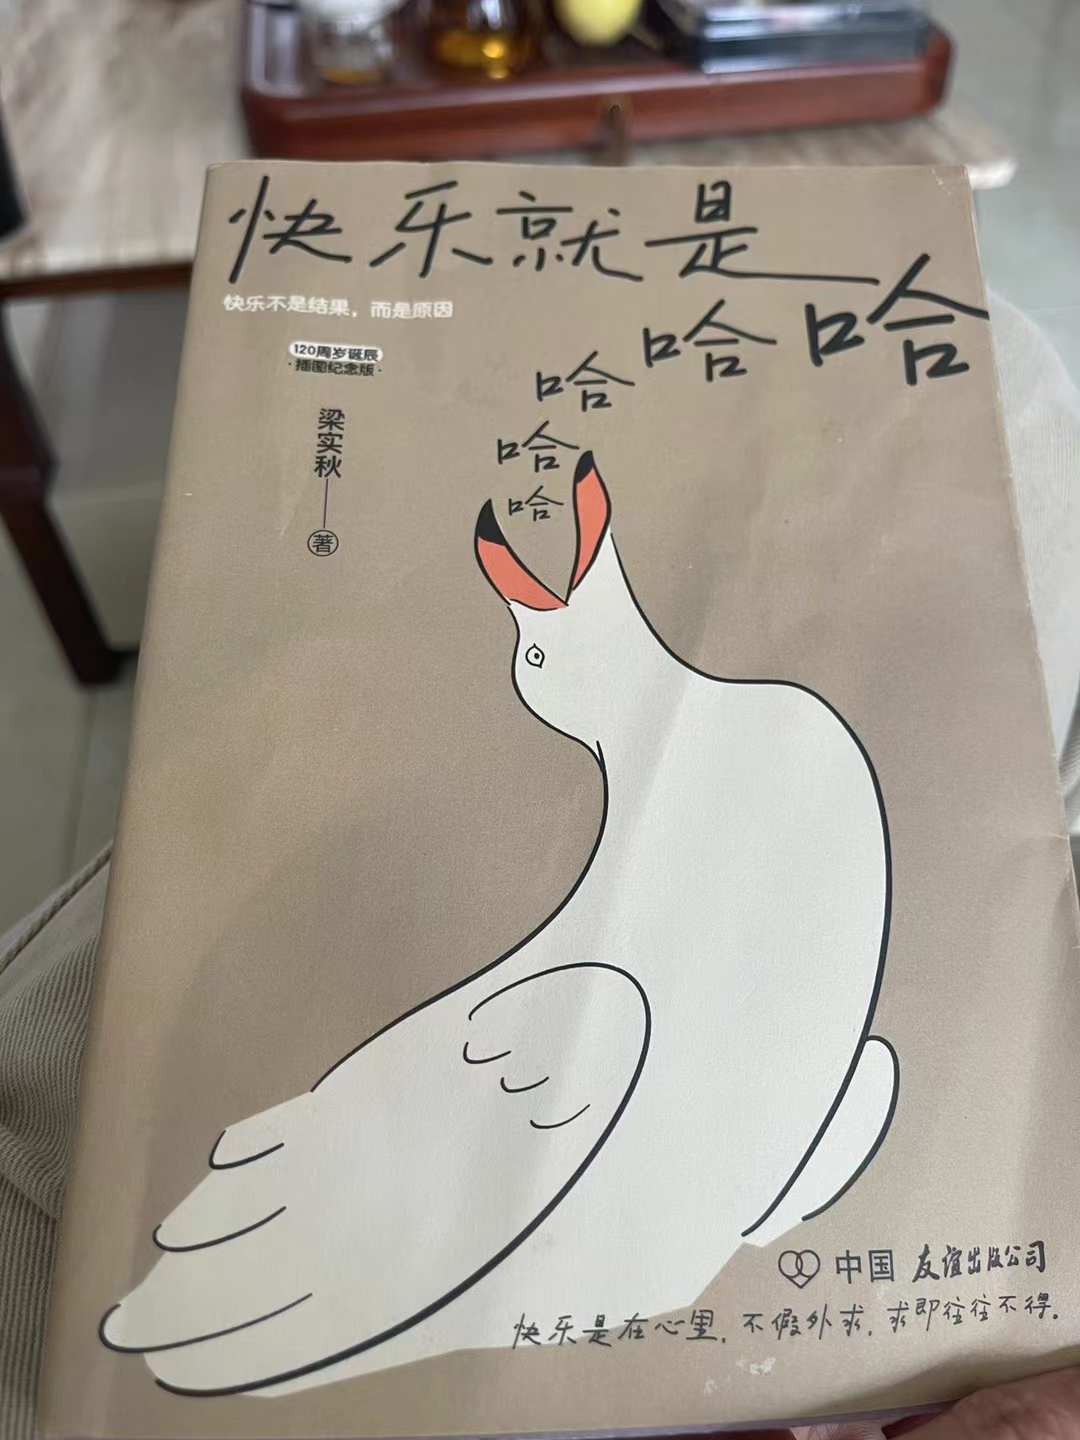 快乐就是
哈哈哈哈哈
快乐不是结果，而是原因
120周岁诞辰
·插图纪念版·
梁实秋
著
中国友谊出版公司
快乐是在心里，不假外求，求即往往不得。